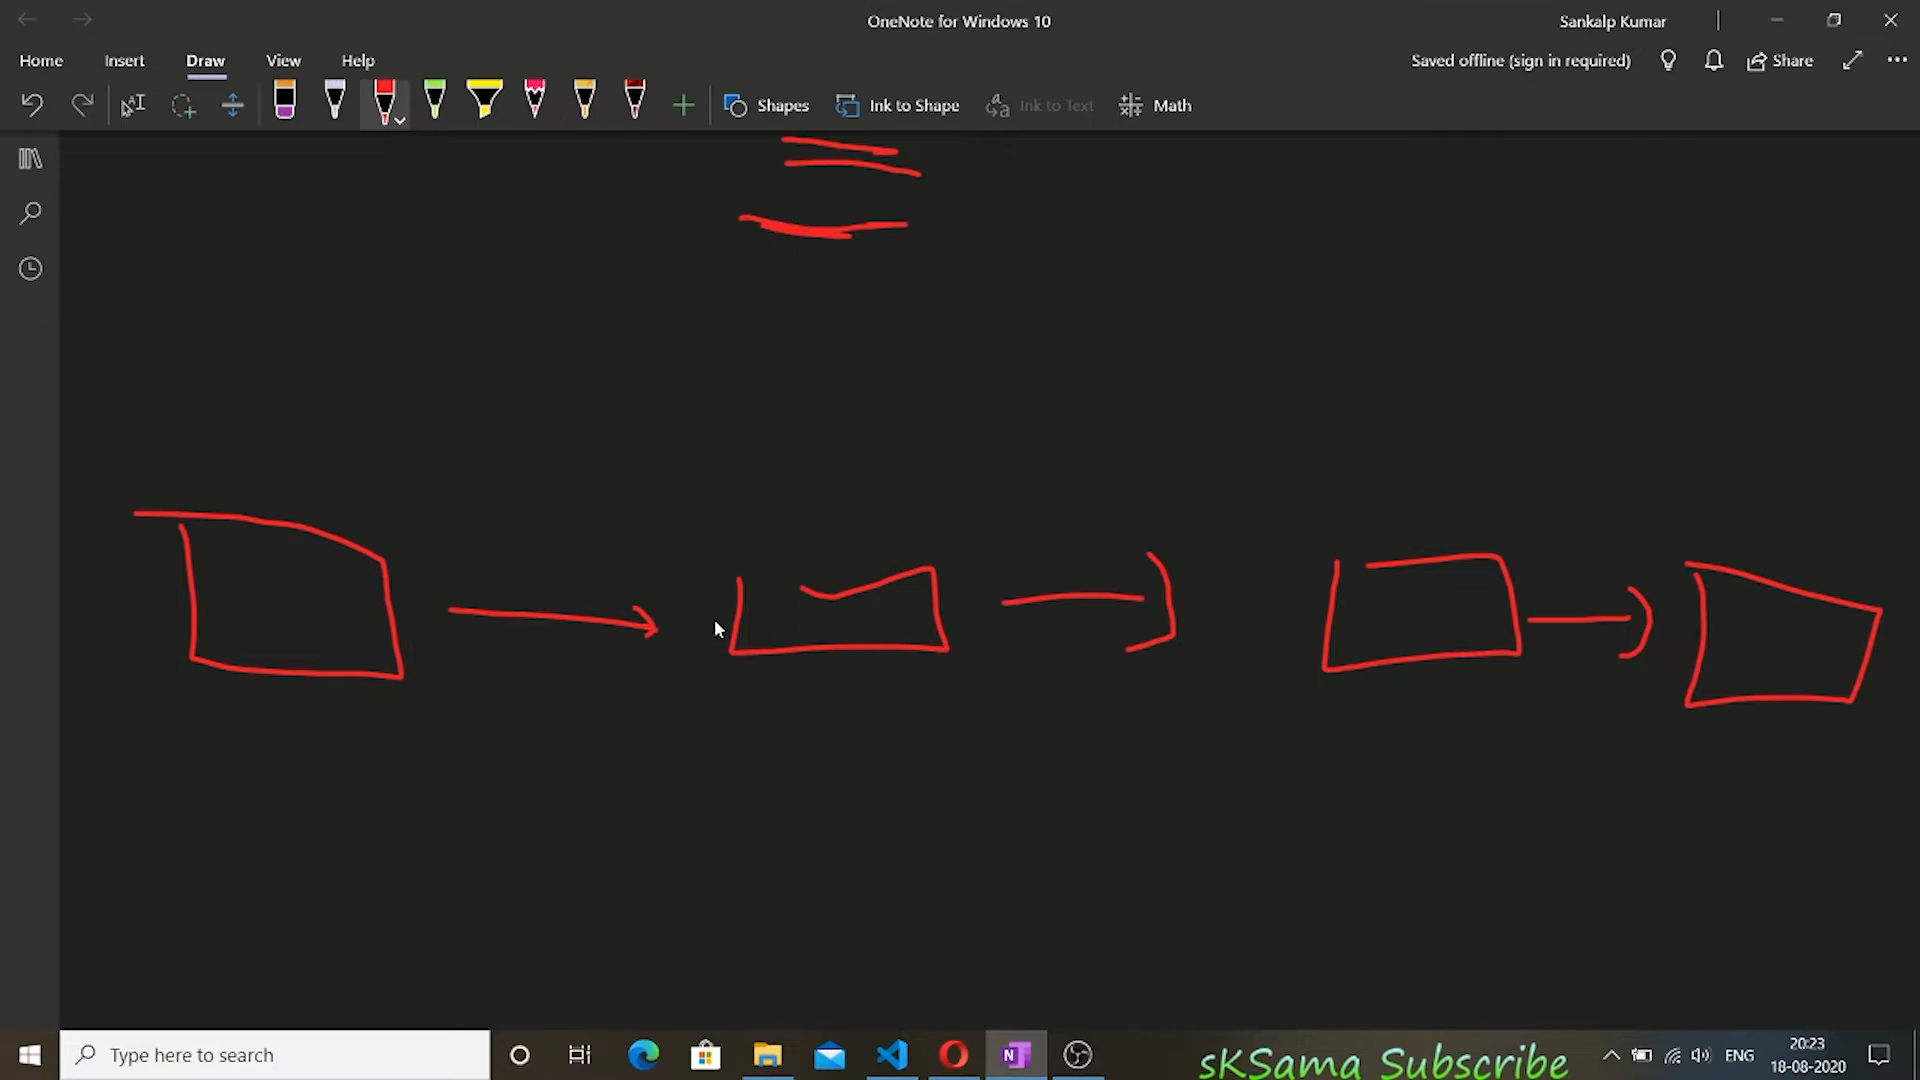 OneNote for Windows 10
Sankalp Kumar
Home Insert Draw View Help
Saved offline (sign in required)
Share
Shapes
Ink to Shape
Ink to Text
Math
Type here to search
N
sKSama Subscribe
ENG
20:23
18-08-2020